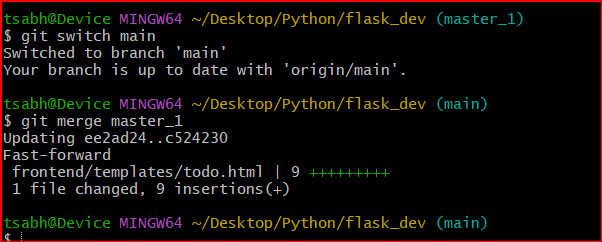 tsabh@Device MINGW64 ~/Desktop/Python/flask_dev (master_1)
$ git switch main
Switched to branch 'main'
Your branch is up to date with 'origin/main'.
tsabh@Device MINGW64 ~/Desktop/Python/flask_dev (main)
$ git merge master_1
Updating ee2ad24..c524230
Fast-forward
 frontend/templates/todo.html | 9 +++++++++
 1 file changed, 9 insertions(+)
tsabh@Device MINGW64 ~/Desktop/Python/flask_dev (main)
$